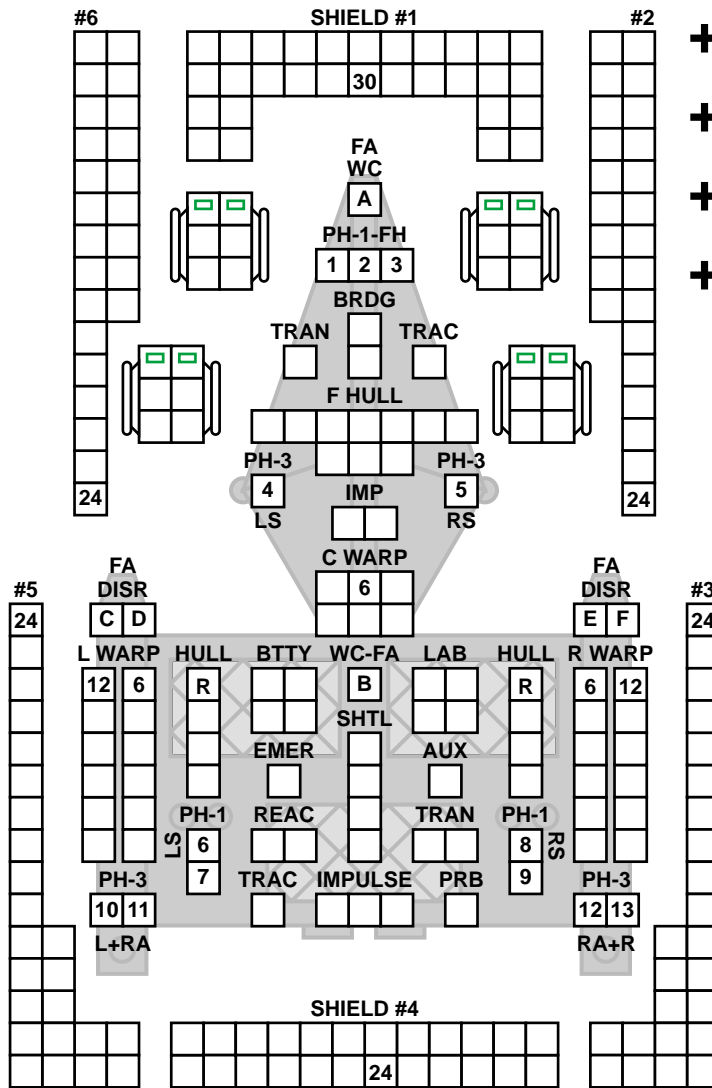 #6 SHIELD #1 #2
30
FA
WC
A
PH-1-FH
1 2 3
BRDG
TRAN TRAC
F HULL
PH-3 PH-3
4 IMP 5
24 LS RS 24
C WARP
6
FA FA
#5 DISR DISR #3
24 C D E F 24
L WARP HULL BTTY WC-FA LAB HULL R WARP
12 6 R B R 6 12
SHTL
EMER AUX
PH-1 REAC TRAN PH-1
LS 6 8 RS
7 9
PH-3 TRAC IMPULSE PRB PH-3
10 11 12 13
L+RA RA+R
SHIELD #4
24